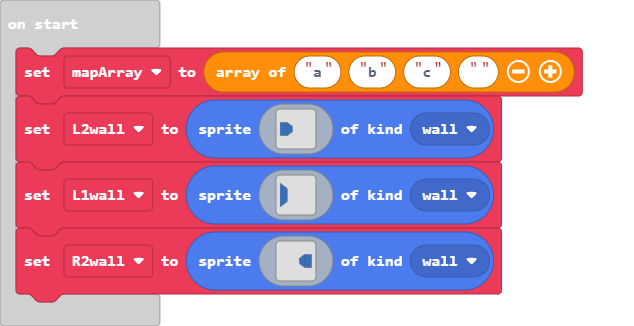 on start
set mapArray to array of "a" "b" "c" " "
set L2wall to sprite of kind wall
set L1wall to sprite of kind wall
set R2wall to sprite of kind wall